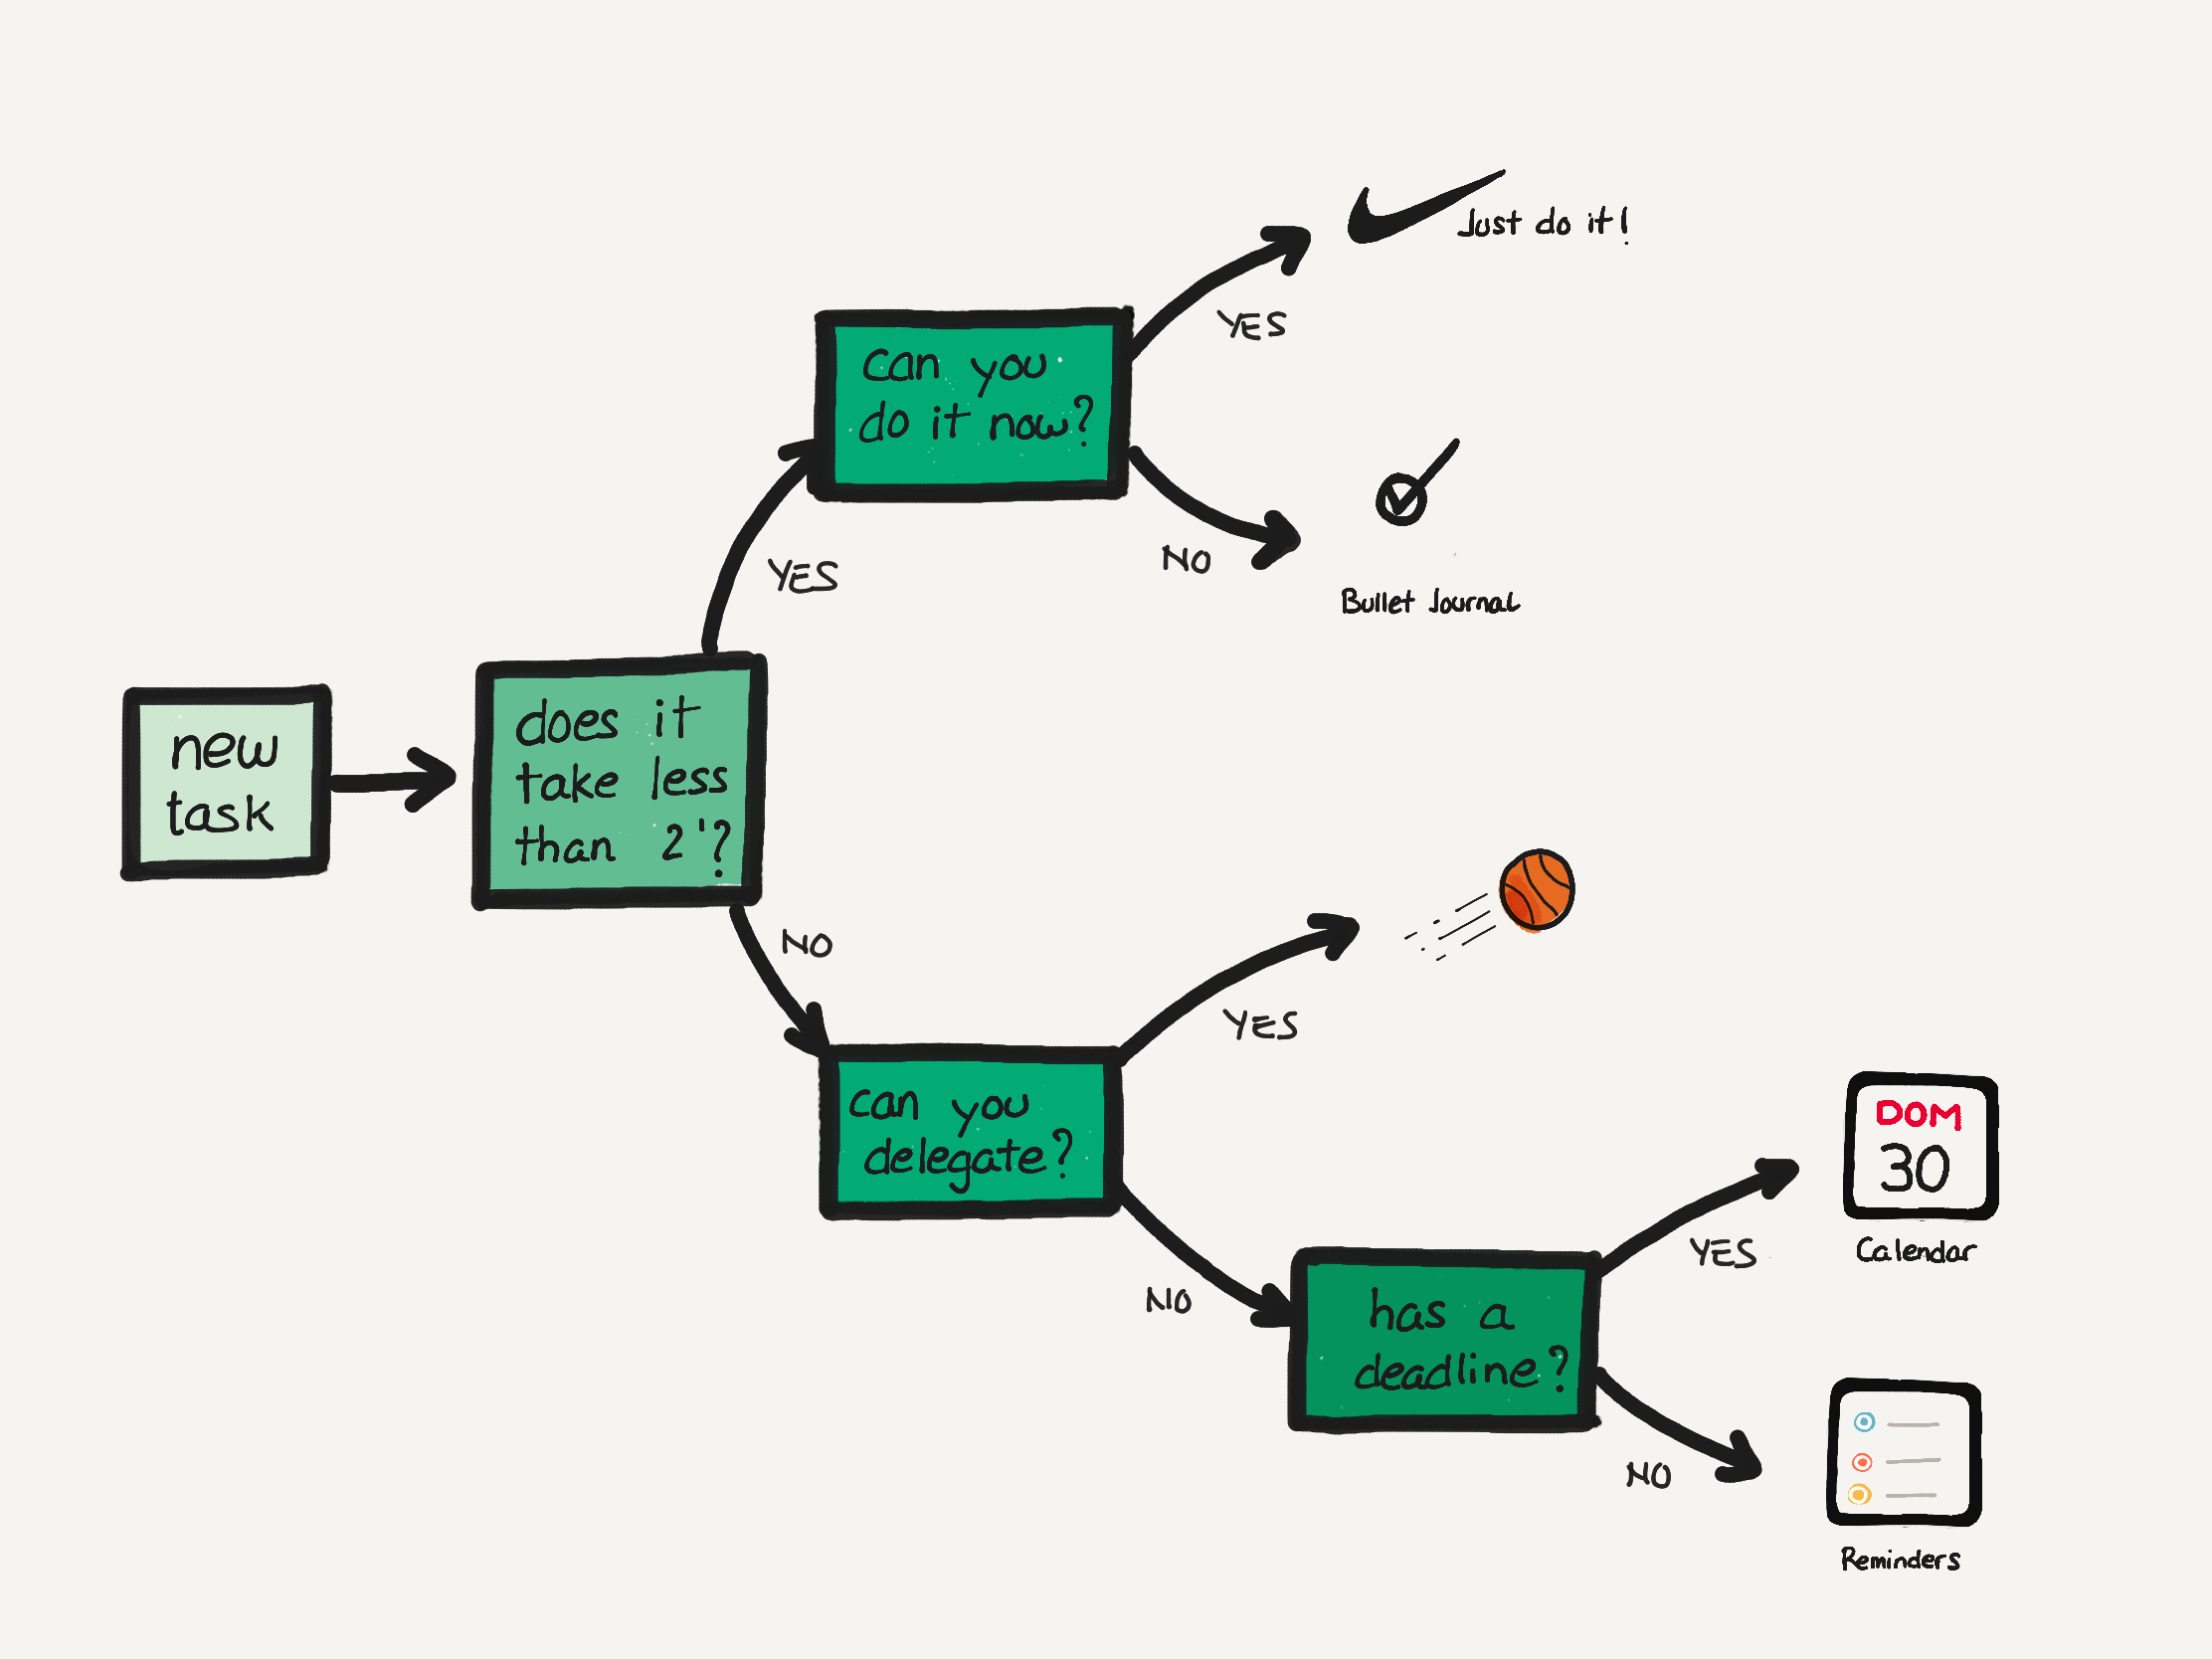 new
task
does it
take less
than 2'?
YES
can you
do it now?
YES
Just do it!
NO
Bullet Journal
NO
can you
delegate?
YES
NO
has a
deadline?
YES
DOM
30
Calendar
NO
Reminders